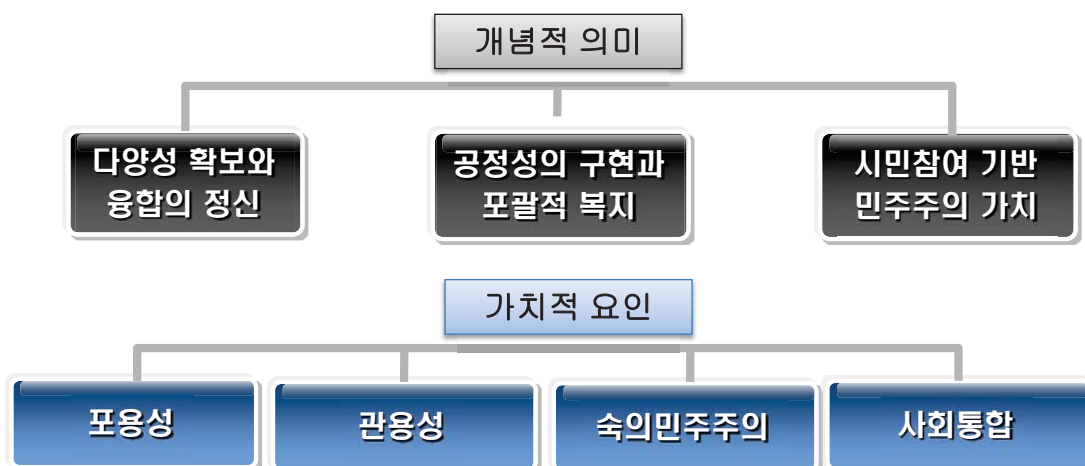 개념적 의미
다양성 확보와
융합의 정신
공정성의 구현과
포괄적 복지
시민참여 기반
민주주의 가치
가치적 요인
포용성
관용성
숙의민주주의
사회통합